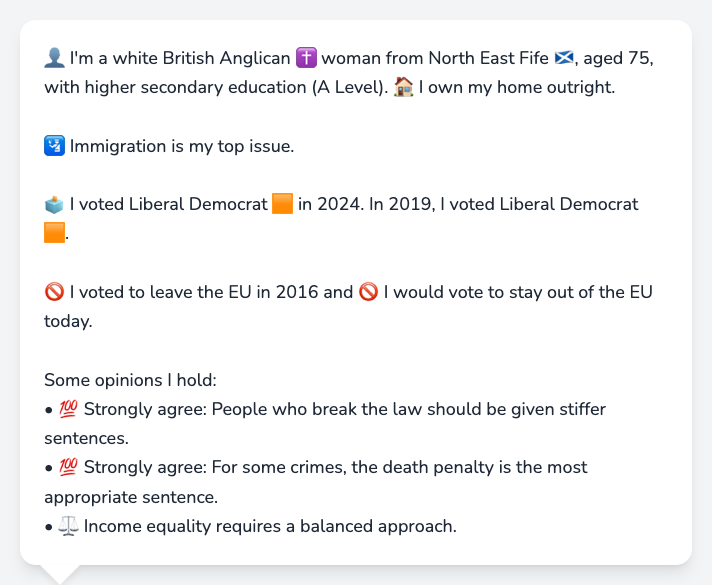 👤 I'm a white British Anglican ✝️ woman from North East Fife 🏴󠁧󠁢󠁳󠁣󠁴󠁿, aged 75,
with higher secondary education (A Level). 🏠 I own my home outright.
🛂 Immigration is my top issue.
🗳️ I voted Liberal Democrat 🟧 in 2024. In 2019, I voted Liberal Democrat
🟧.
🚫 I voted to leave the EU in 2016 and 🚫 I would vote to stay out of the EU
today.
Some opinions I hold:
• 💯 Strongly agree: People who break the law should be given stiffer
sentences.
• 💯 Strongly agree: For some crimes, the death penalty is the most
appropriate sentence.
• ⚖️ Income equality requires a balanced approach.